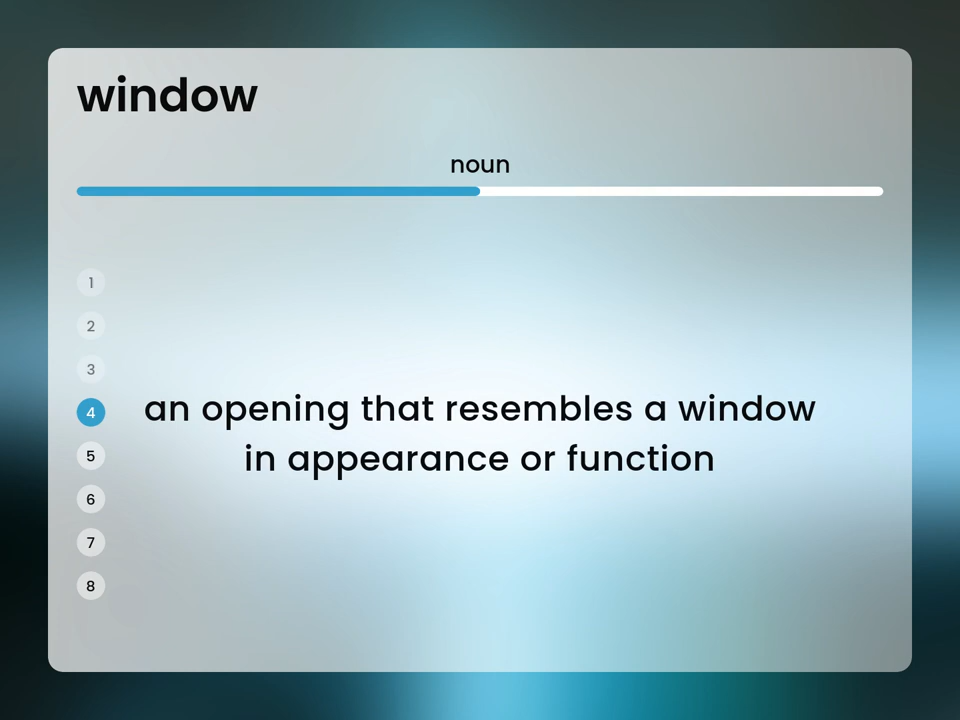 window
noun
1
2
3
4
an opening that resembles a window
in appearance or function
5
6
7
8